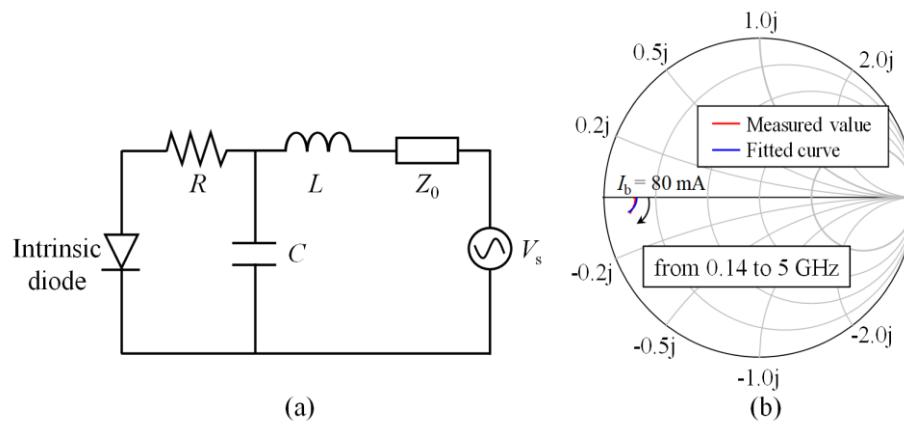 R
L
Z0
Intrinsic
diode
C
Vs
(a)
1.0j
0.5j
2.0j
0.2j
Measured value
Fitted curve
Ib = 80 mA
-0.2j
from 0.14 to 5 GHz
-0.5j
-2.0j
-1.0j
(b)